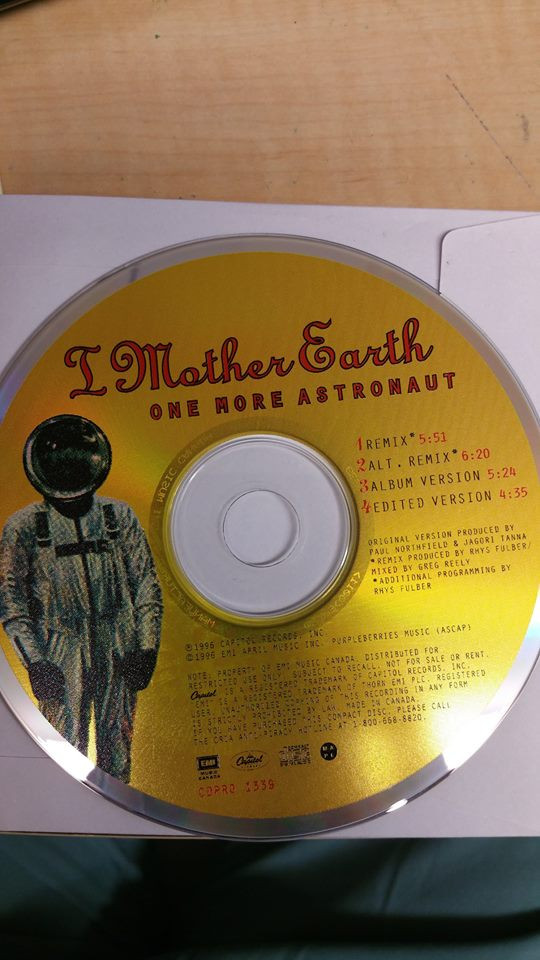 I Mother Earth
ONE MORE ASTRONAUT
1 REMIX* 5:51
2 ALT. REMIX* 6:20
3 ALBUM VERSION 5:24
4 EDITED VERSION 4:35
ORIGINAL VERSION PRODUCED BY
PAUL NORTHFIELD & JAGORI TANNA
*REMIX PRODUCED BY RHYS FULBER/
MIXED BY GREG REELY
*ADDITIONAL PROGRAMMING BY
RHYS FULBER
℗1996 CAPITOL RECORDS, INC.
©1996 EMI APRIL MUSIC INC. PURPLEBERRIES MUSIC (ASCAP)
NOTE. PROPERTY OF EMI MUSIC CANADA. DISTRIBUTED FOR
RESTRICTED USE ONLY. SUBJECT TO RECALL. NOT FOR SALE OR RENT.
Capitol IS A REGISTERED TRADEMARK OF CAPITOL RECORDS, INC.
"EMI" IS A REGISTERED TRADEMARK OF THORN EMI PLC. REGISTERED
USER. UNAUTHORIZED COPYING OF THIS RECORDING IN ANY FORM
IS STRICTLY PROHIBITED BY LAW. MADE IN CANADA.
IF YOU HAVE PURCHASED THIS COMPACT DISC, PLEASE CALL
THE CRIA ANTI-PIRACY HOTLINE AT 1-800-668-8820.
EMI
MUSIC
CANADA
Capitol
COMPACT
disc
M A
P L
CDPRO 1339